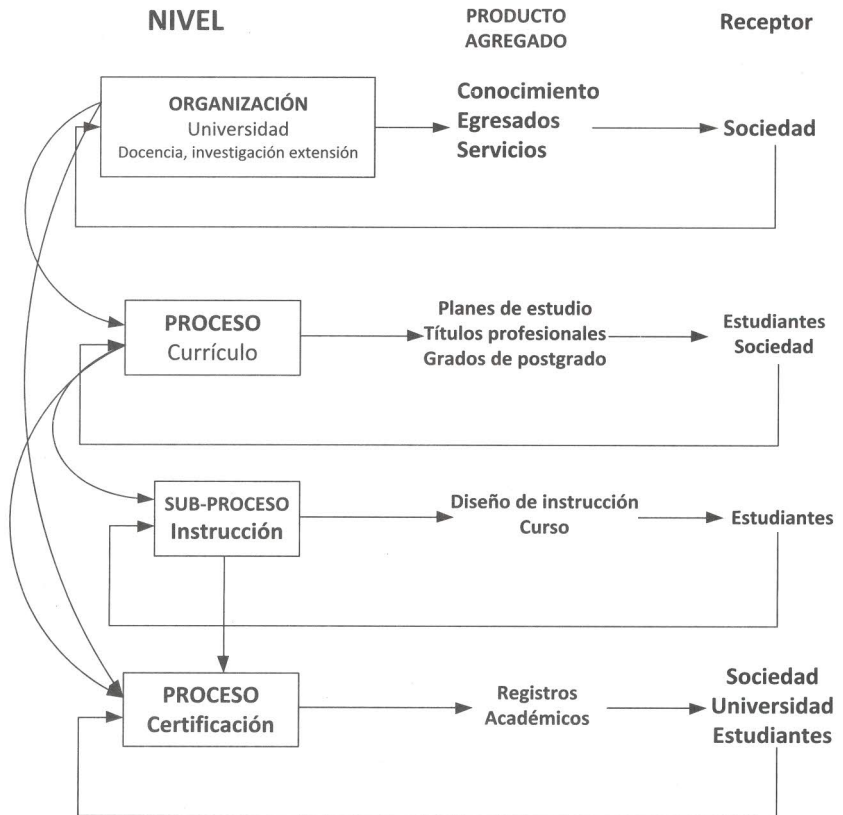 NIVEL
PRODUCTO
AGREGADO
Receptor
ORGANIZACIÓN
Universidad
Docencia, investigación extensión
Conocimiento
Egresados
Servicios
Sociedad
PROCESO
Currículo
Planes de estudio
Títulos profesionales
Grados de postgrado
Estudiantes
Sociedad
SUB-PROCESO
Instrucción
Diseño de instrucción
Curso
Estudiantes
PROCESO
Certificación
Registros
Académicos
Sociedad
Universidad
Estudiantes